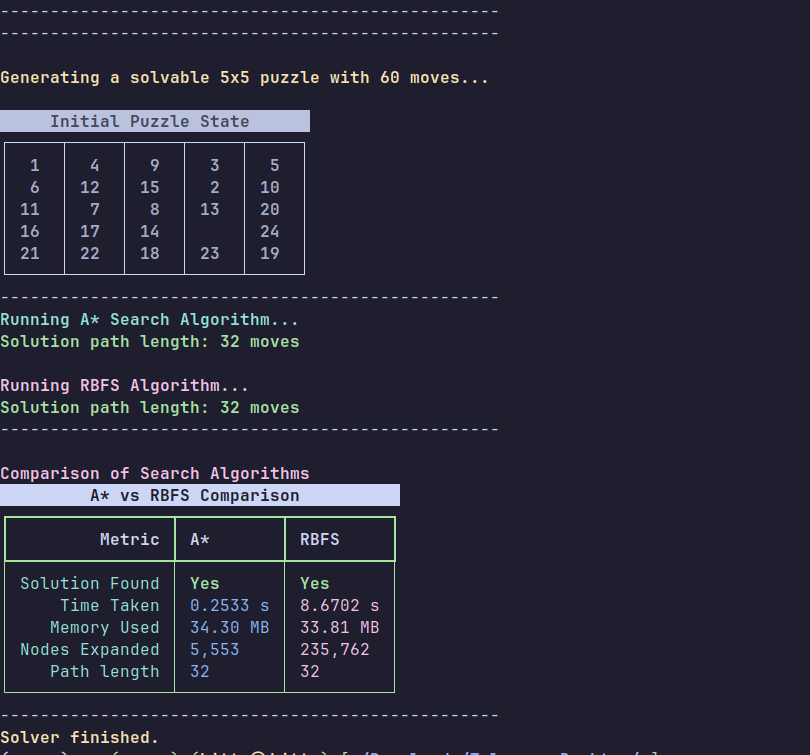 --------------------------------------------------
--------------------------------------------------
Generating a solvable 5x5 puzzle with 60 moves...
Initial Puzzle State
1 4 9 3 5
6 12 15 2 10
11 7 8 13 20
16 17 14 24
21 22 18 23 19
--------------------------------------------------
Running A* Search Algorithm...
Solution path length: 32 moves
Running RBFS Algorithm...
Solution path length: 32 moves
--------------------------------------------------
Comparison of Search Algorithms
A* vs RBFS Comparison
Metric A* RBFS
Solution Found Yes Yes
Time Taken 0.2533 s 8.6702 s
Memory Used 34.30 MB 33.81 MB
Nodes Expanded 5,553 235,762
Path length 32 32
--------------------------------------------------
Solver finished.